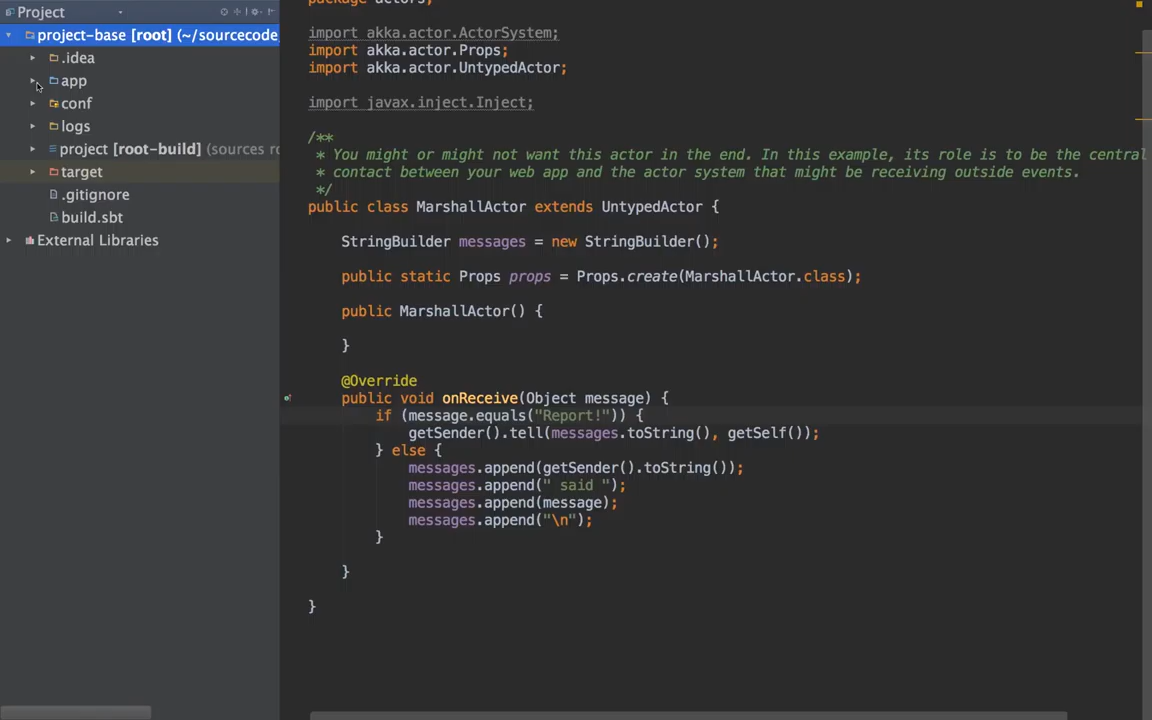 Project
project-base [root] (~/sourcecode
.idea
app
conf
logs
project [root-build] (sources ro
target
.gitignore
build.sbt
External Libraries
package actors;
import akka.actor.ActorSystem;
import akka.actor.Props;
import akka.actor.UntypedActor;
import javax.inject.Inject;
/**
* You might or might not want this actor in the end. In this example, its role is to be the central
* contact between your web app and the actor system that might be receiving outside events.
*/
public class MarshallActor extends UntypedActor {
StringBuilder messages = new StringBuilder();
public static Props props = Props.create(MarshallActor.class);
public MarshallActor() {
}
@Override
public void onReceive(Object message) {
if (message.equals("Report!")) {
getSender().tell(messages.toString(), getSelf());
} else {
messages.append(getSender().toString());
messages.append(" said ");
messages.append(message);
messages.append("\n");
}
}
}